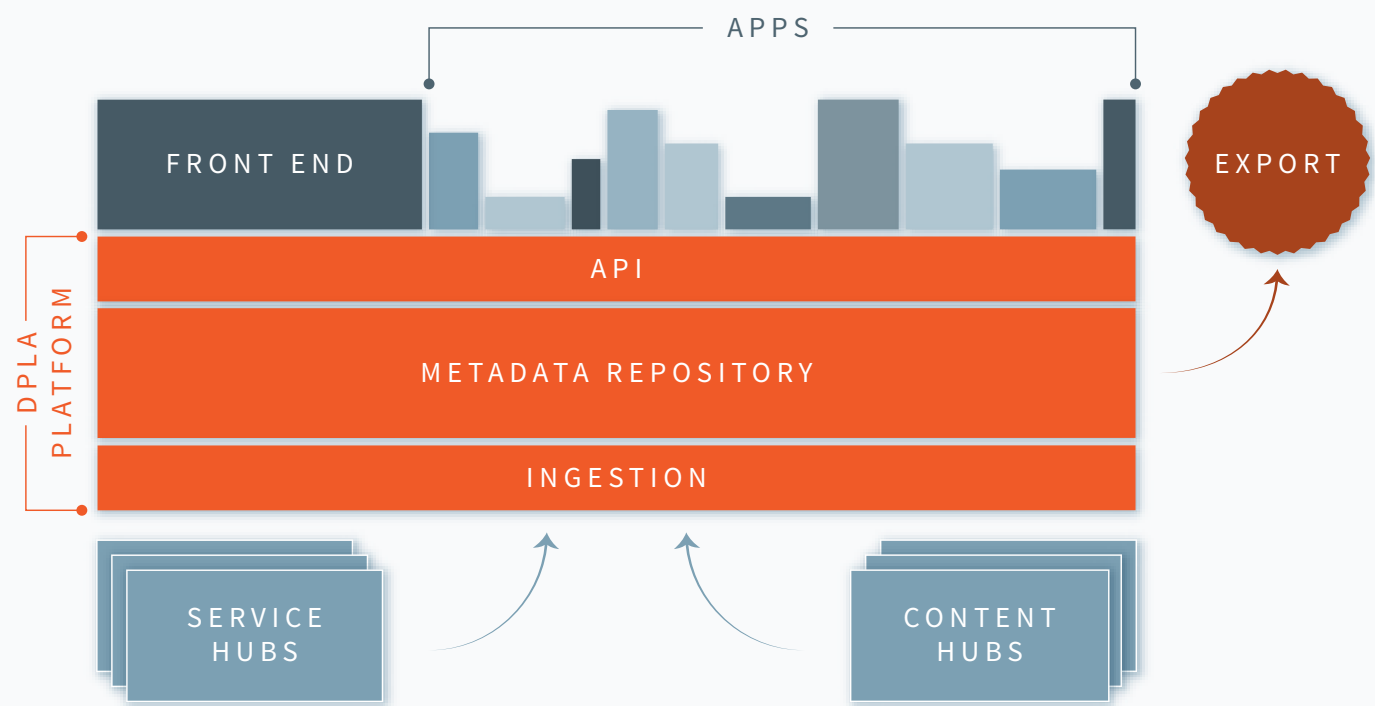 APPS
FRONT END
EXPORT
API
DPLA
PLATFORM
METADATA REPOSITORY
INGESTION
SERVICE
HUBS
CONTENT
HUBS